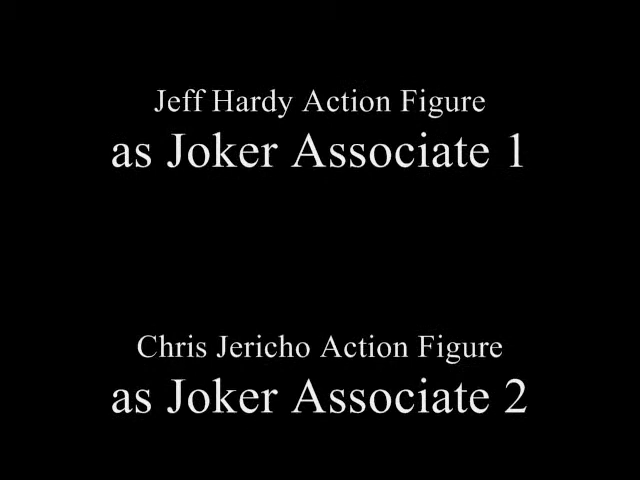 Jeff Hardy Action Figure
as Joker Associate 1
Chris Jericho Action Figure
as Joker Associate 2